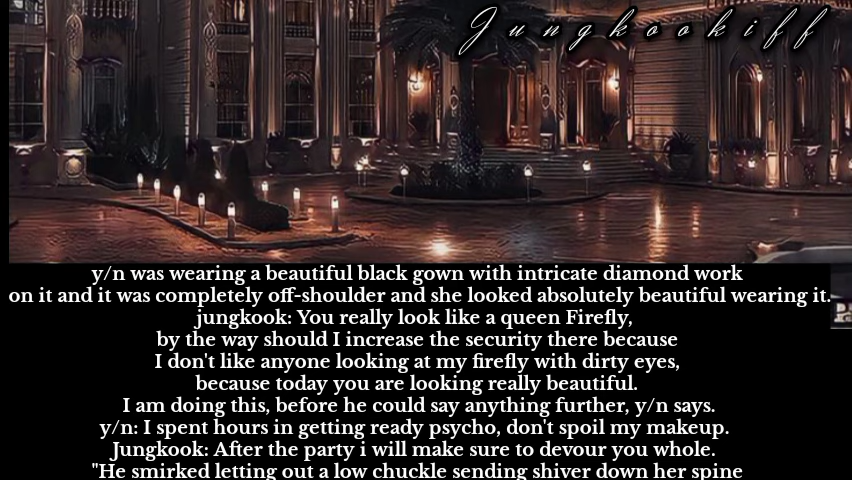 Jungkookiff
y/n was wearing a beautiful black gown with intricate diamond work
on it and it was completely off-shoulder and she looked absolutely beautiful wearing it.
jungkook: You really look like a queen Firefly,
by the way should I increase the security there because
I don't like anyone looking at my firefly with dirty eyes,
because today you are looking really beautiful.
I am doing this, before he could say anything further, y/n says.
y/n: I spent hours in getting ready psycho, don't spoil my makeup.
Jungkook: After the party i will make sure to devour you whole.
"He smirked letting out a low chuckle sending shiver down her spine